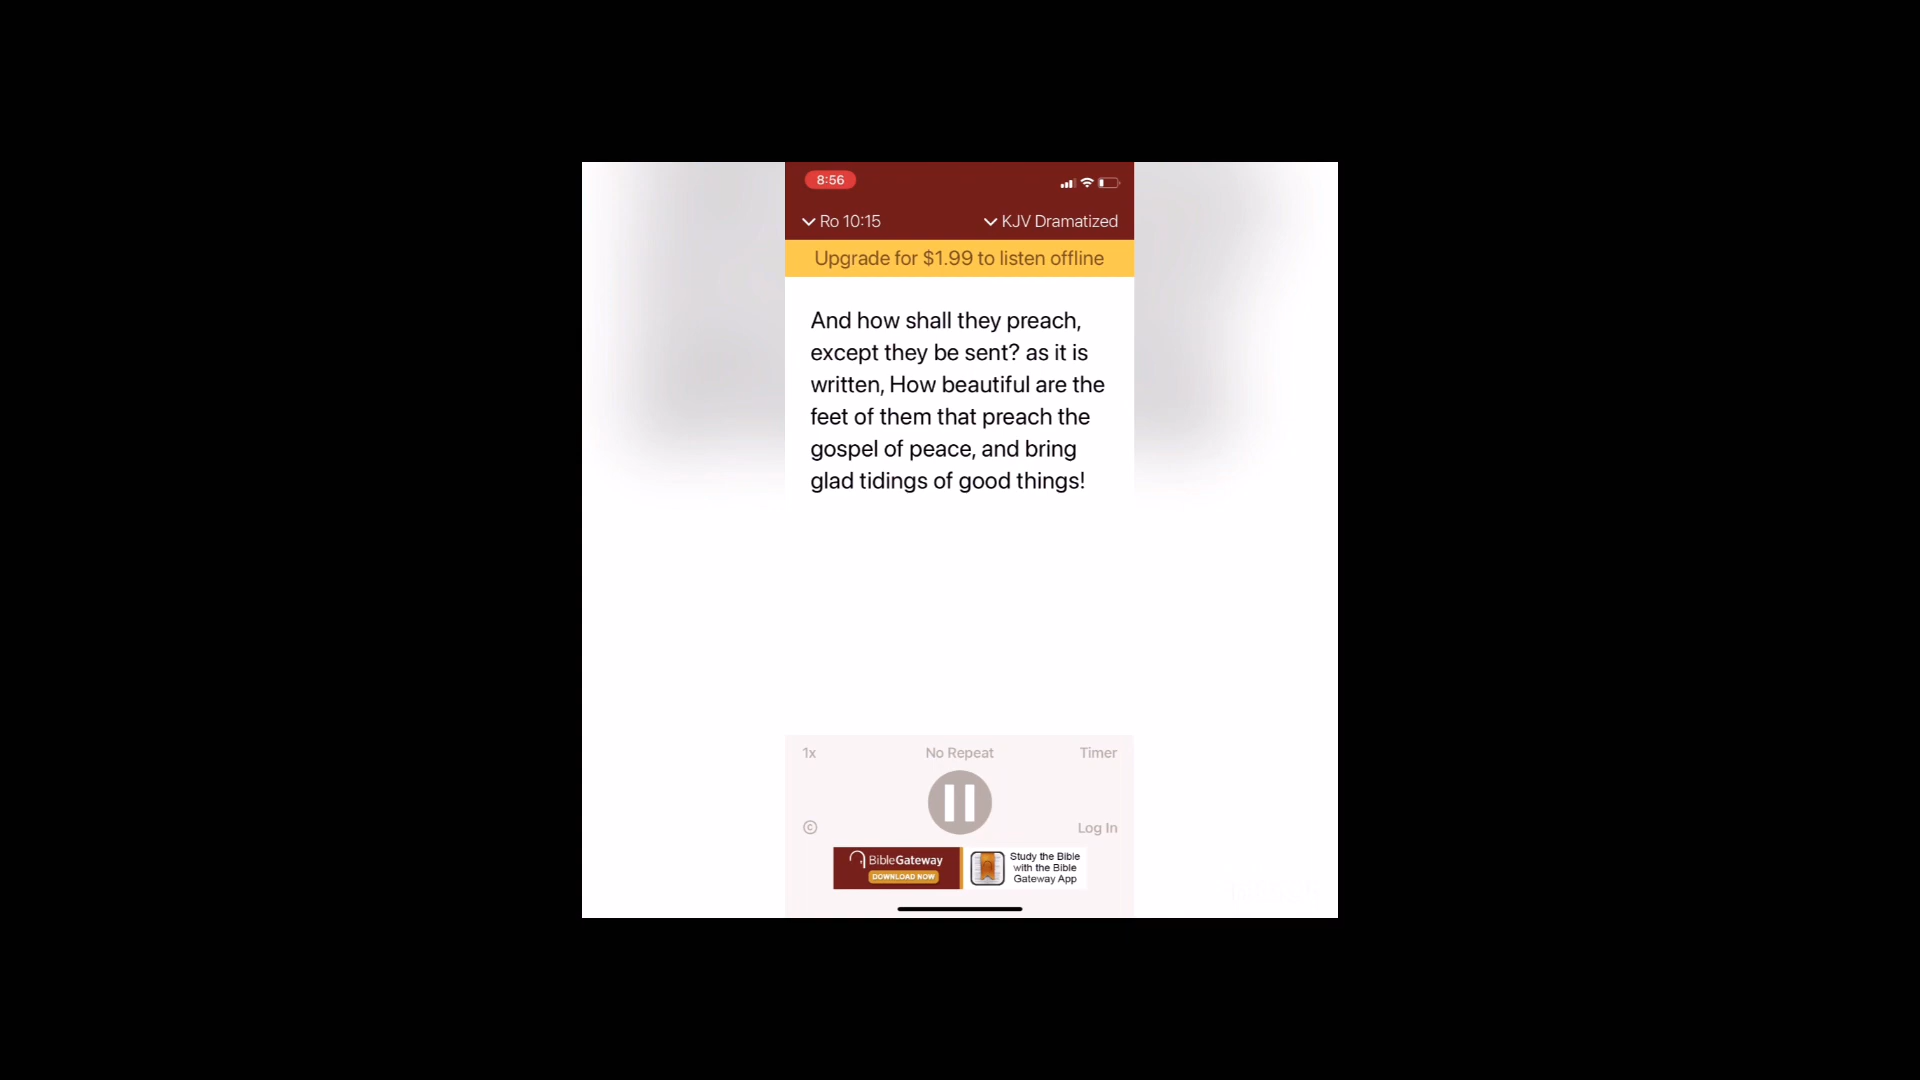 8:56
Ro 10:15
KJV Dramatized
Upgrade for $1.99 to listen offline
And how shall they preach,
except they be sent? as it is
written, How beautiful are the
feet of them that preach the
gospel of peace, and bring
glad tidings of good things!
1x
No Repeat
Timer
©
Log In
BibleGateway
DOWNLOAD NOW
Study the Bible
with the Bible
Gateway App